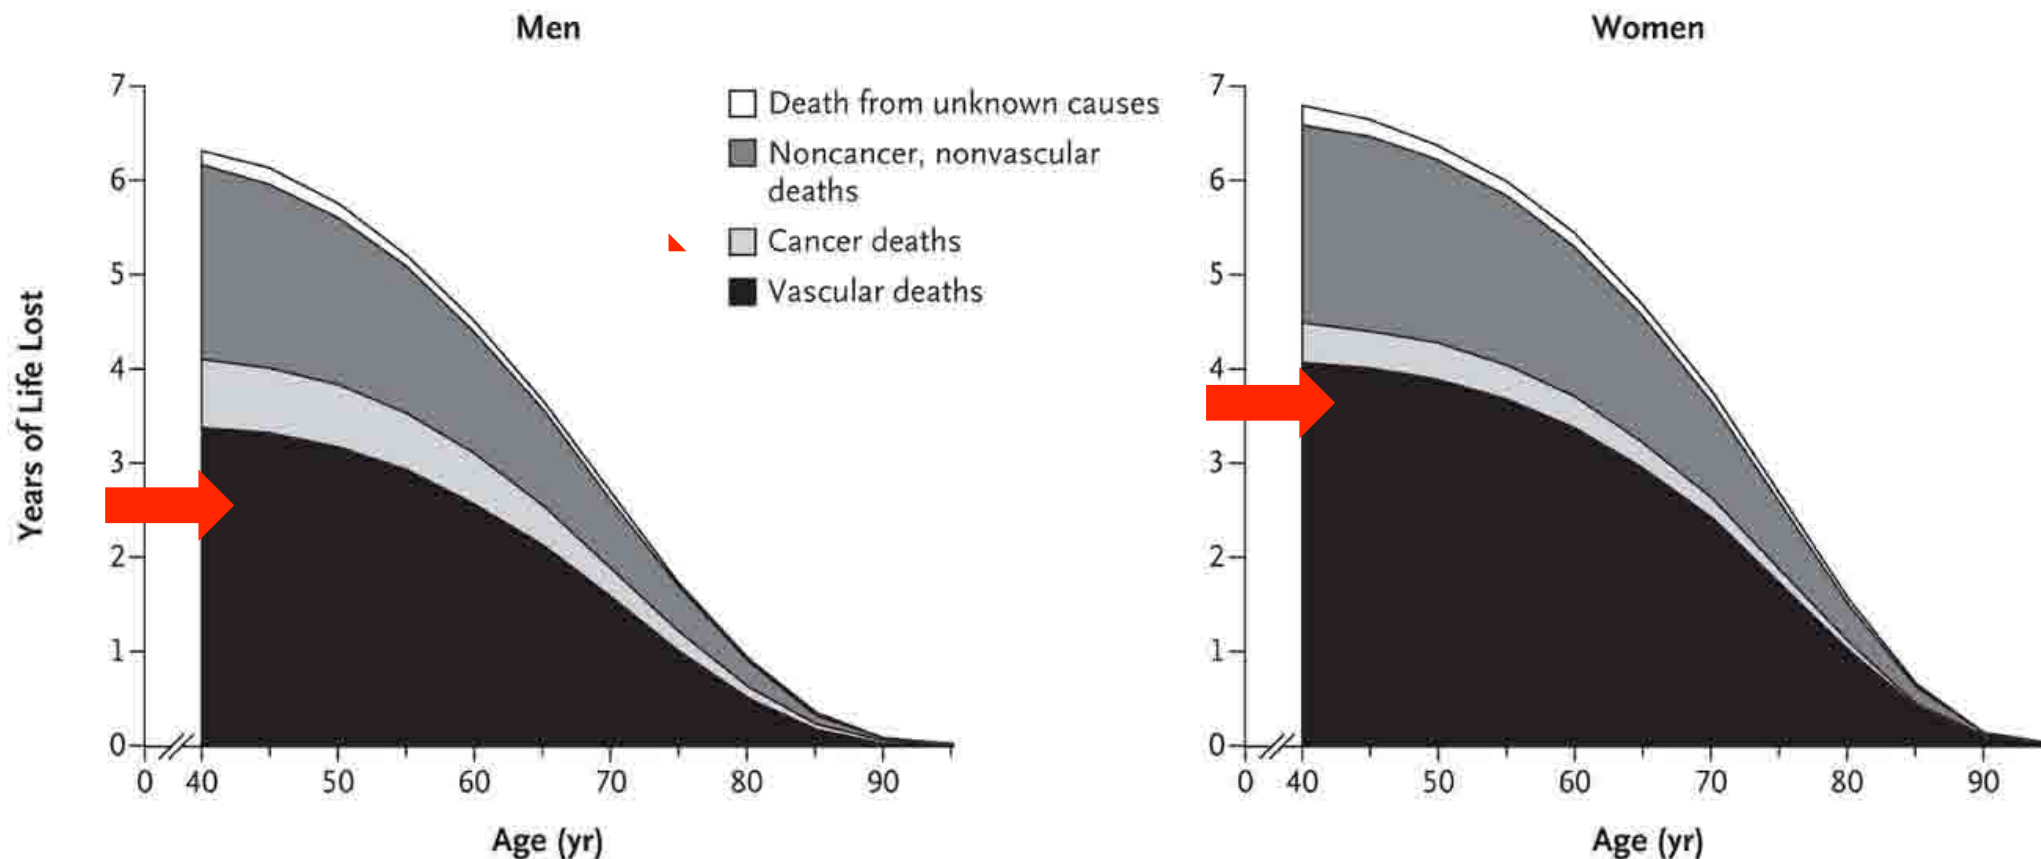 Men
Women
Years of Life Lost
7
6
5
4
3
2
1
0
0 40 50 60 70 80 90
Age (yr)
Death from unknown causes
Noncancer, nonvascular
deaths
Cancer deaths
Vascular deaths
7
6
5
4
3
2
1
0
0 40 50 60 70 80 90
Age (yr)